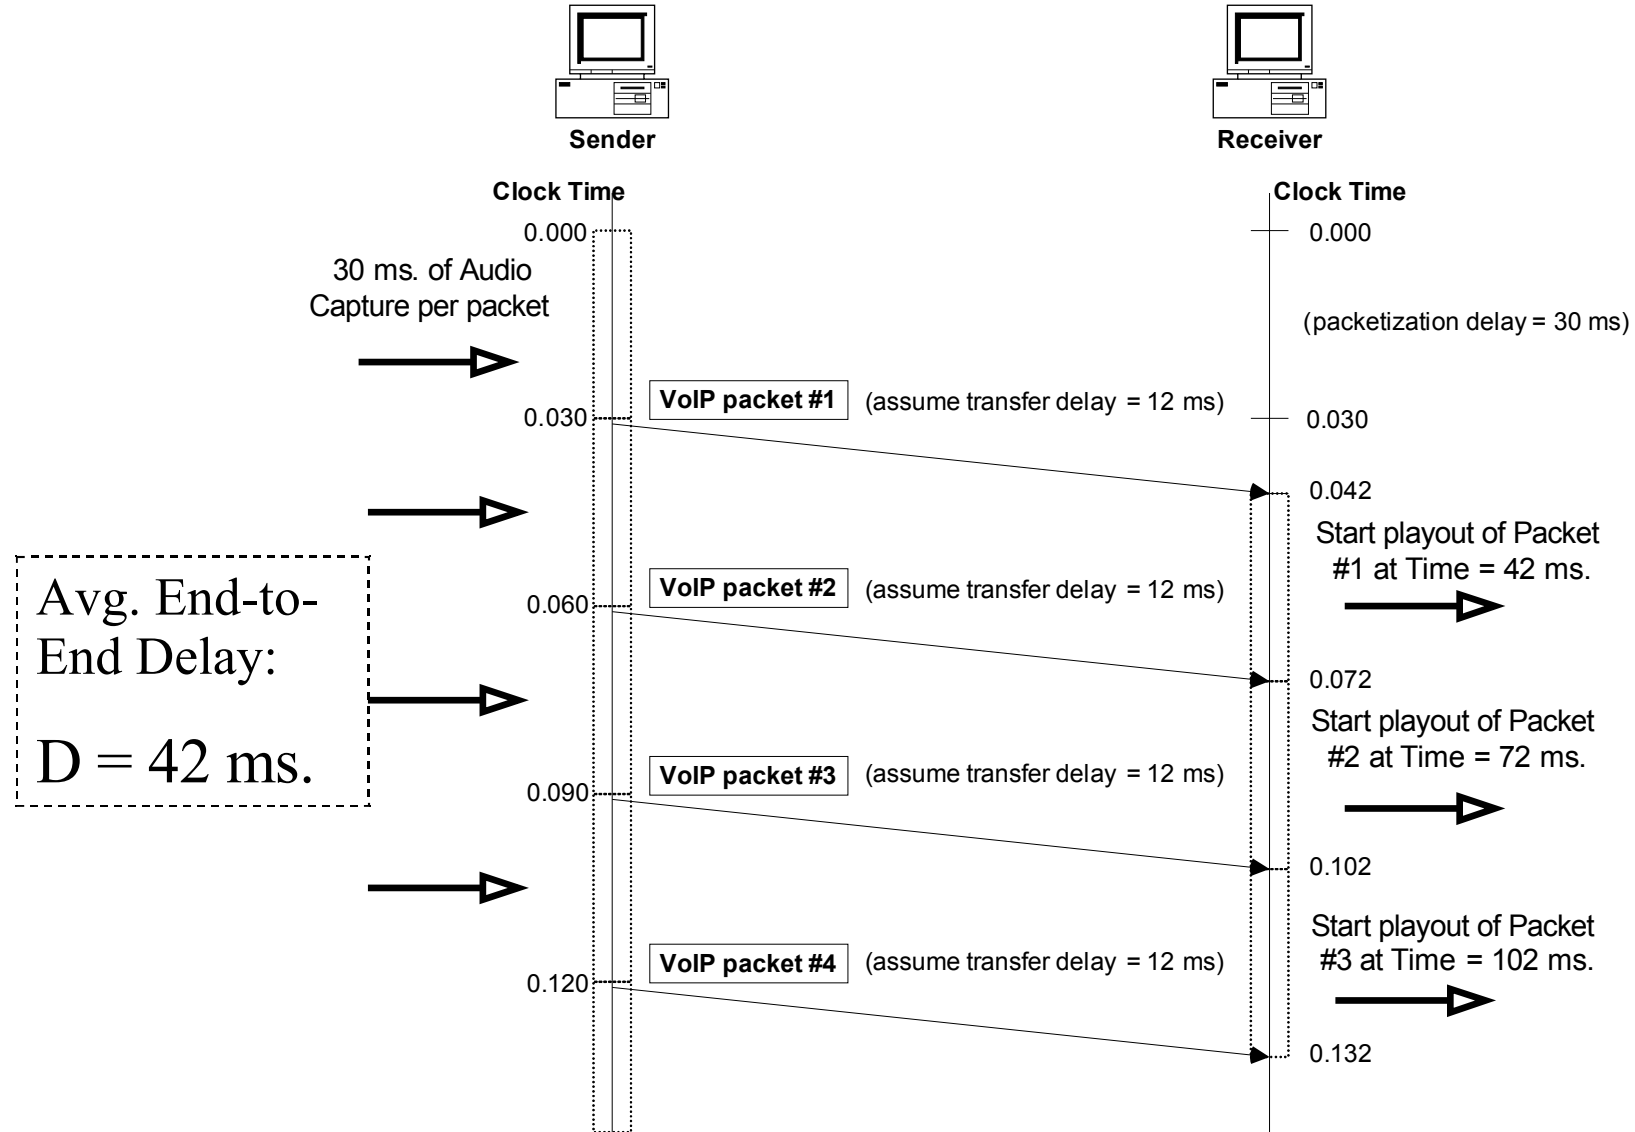 Sender
Receiver
Clock Time
Clock Time
0.000
0.000
30 ms. of Audio
Capture per packet
(packetization delay = 30 ms)
VoIP packet #1
(assume transfer delay = 12 ms)
0.030
0.030
0.042
Start playout of Packet
#1 at Time = 42 ms.
Avg. End-to-
End Delay:
D = 42 ms.
VoIP packet #2
(assume transfer delay = 12 ms)
0.060
0.072
Start playout of Packet
#2 at Time = 72 ms.
VoIP packet #3
(assume transfer delay = 12 ms)
0.090
0.102
Start playout of Packet
#3 at Time = 102 ms.
VoIP packet #4
(assume transfer delay = 12 ms)
0.120
0.132